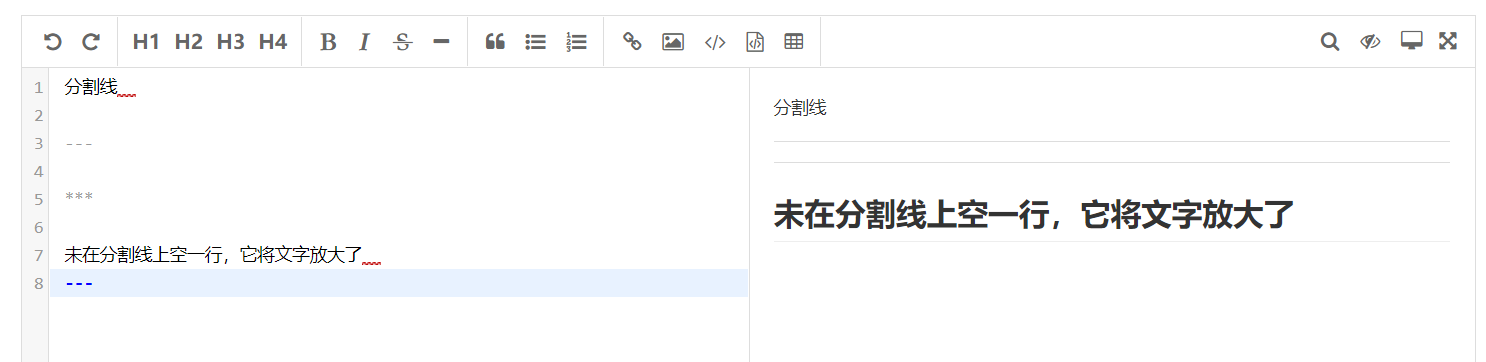 H1 H2 H3 H4 B I S
1 分割线
2
3 ---
4
5 ***
6
7 未在分割线上空一行，它将文字放大了
8 ---
分割线
未在分割线上空一行，它将文字放大了